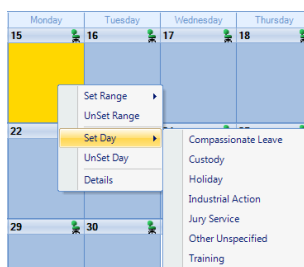 Monday Tuesday Wednesday Thursday
15 16 17 18
Set Range
UnSet Range
22 Set Day
Compassionate Leave
UnSet Day
Custody
Details
Holiday
Industrial Action
Jury Service
29 30
Other Unspecified
Training